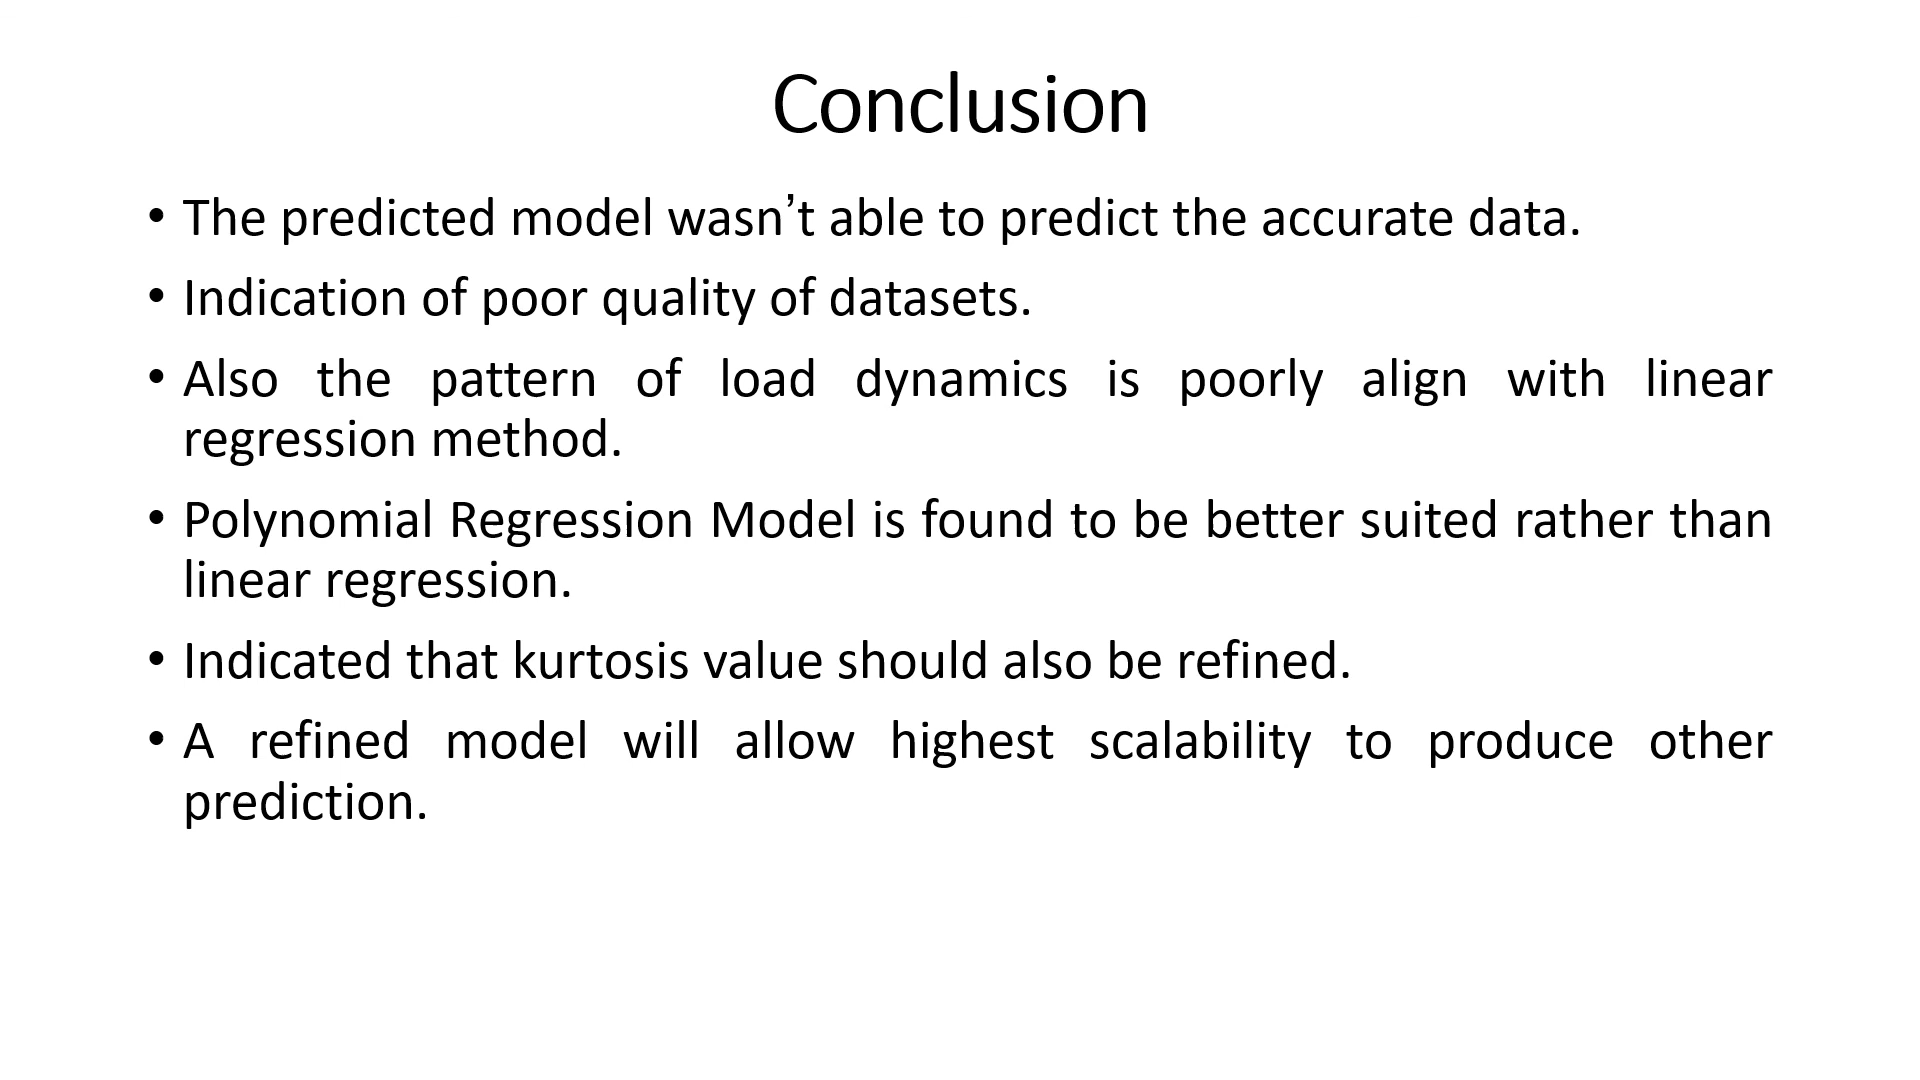 Conclusion
• The predicted model wasn’t able to predict the accurate data.
• Indication of poor quality of datasets.
• Also the pattern of load dynamics is poorly align with linear
regression method.
• Polynomial Regression Model is found to be better suited rather than
linear regression.
• Indicated that kurtosis value should also be refined.
• A refined model will allow highest scalability to produce other
prediction.